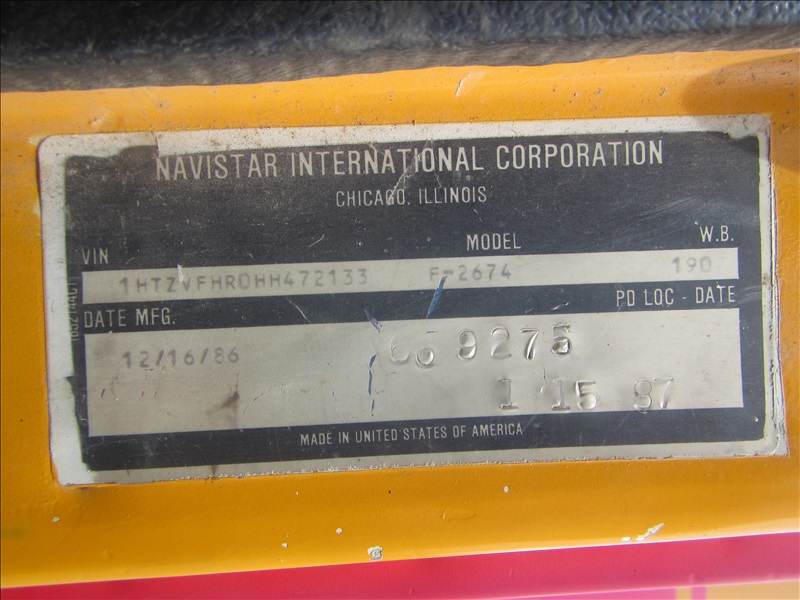 NAVISTAR INTERNATIONAL CORPORATION
CHICAGO, ILLINOIS
VIN MODEL W.B.
1HTZVFHR0HH472133 F-2674 190
DATE MFG. PD LOC - DATE
12/16/86 669275
1 15 87
MADE IN UNITED STATES OF AMERICA